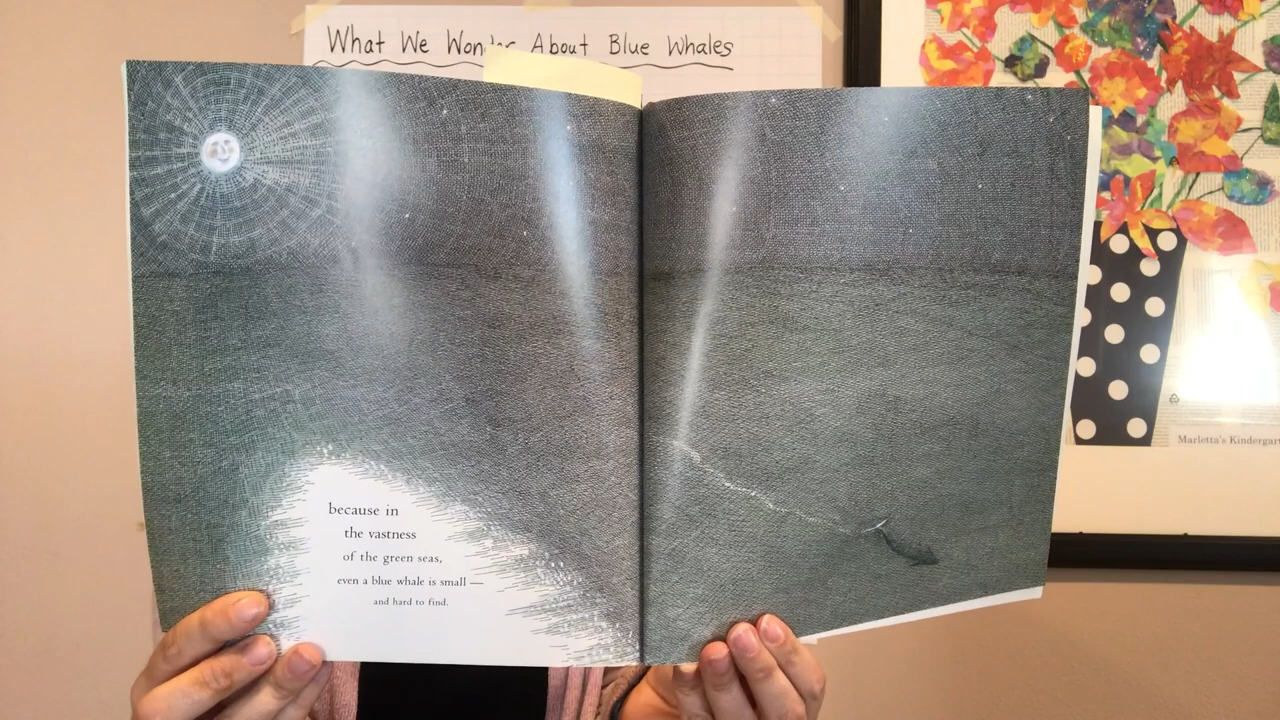 What We Wonder About Blue Whales
because in
the vastness
of the green seas,
even a blue whale is small —
and hard to find.
Marletta's